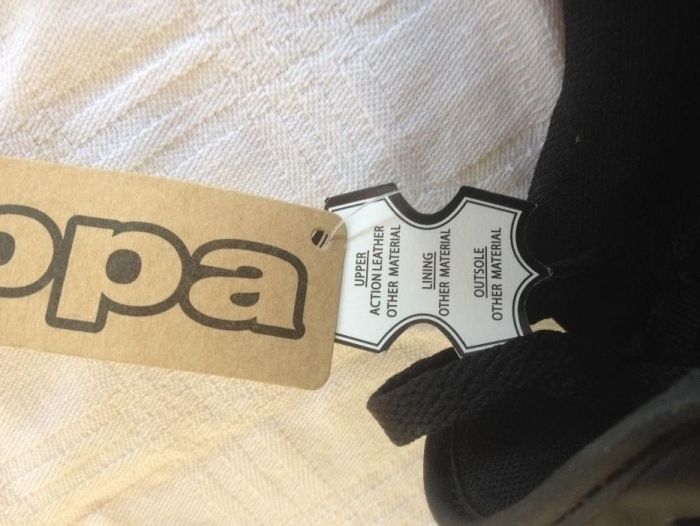 opa
UPPER
ACTION LEATHER
OTHER MATERIAL
LINING
OTHER MATERIAL
OUTSOLE
OTHER MATERIAL